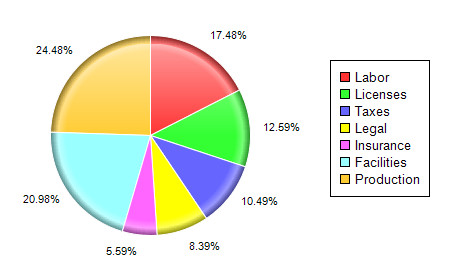 24.48%
17.48%
12.59%
10.49%
8.39%
5.59%
20.98%
Labor
Licenses
Taxes
Legal
Insurance
Facilities
Production